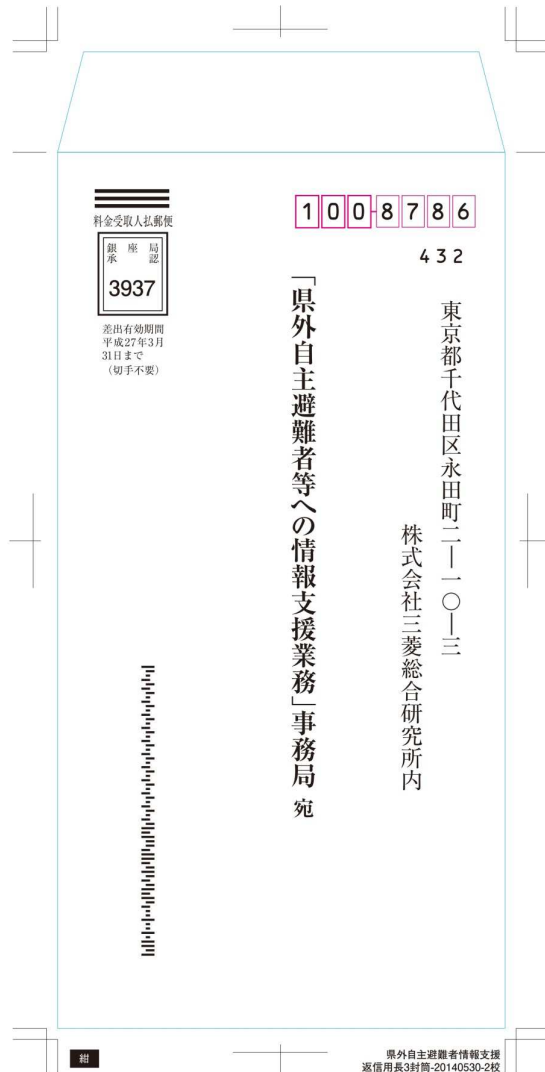 100-8786
432
東京都千代田区永田町二―一〇―三
株式会社三菱総合研究所内
「県外自主避難者等への情報支援業務」事務局 宛
料金受取人払郵便
銀座局
承認
3937
差出有効期間
平成27年3月
31日まで
(切手不要)
紺
県外自主避難者情報支援
返信用長3封筒-20140530-2校